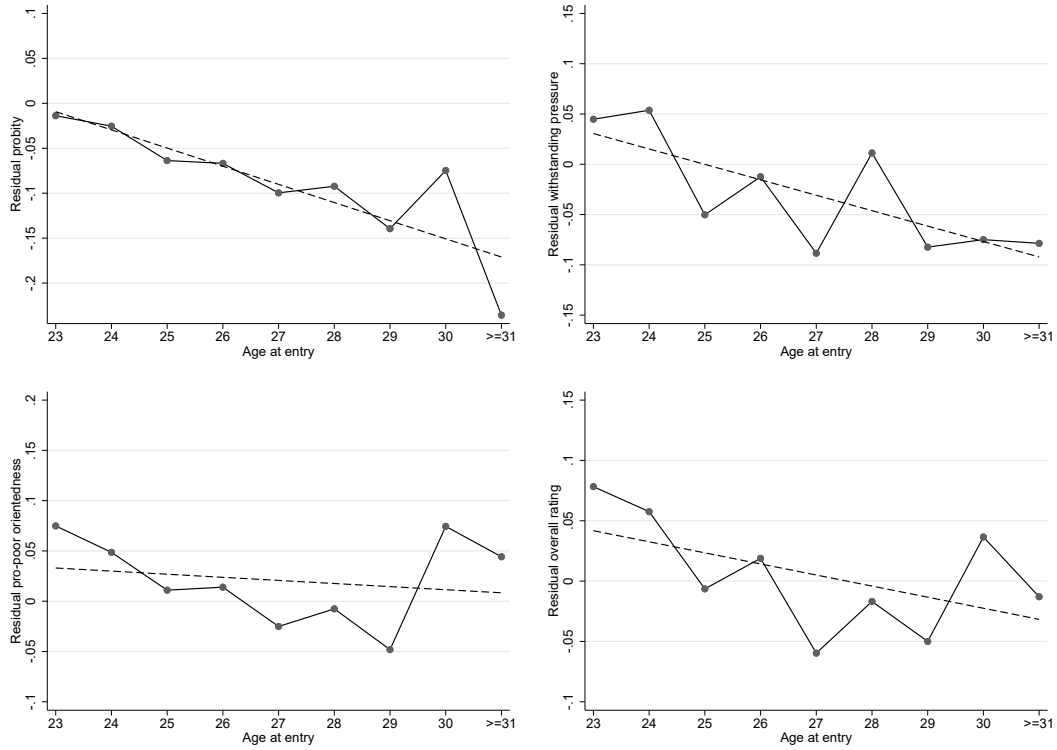 .1
.05
0
-.05
-.1
-.15
-.2
Residual probity
23 24 25 26 27 28 29 30 >=31
Age at entry
.15
.1
.05
0
-.05
-.1
-.15
Residual withstanding pressure
23 24 25 26 27 28 29 30 >=31
Age at entry
.2
.15
.1
.05
0
-.05
-.1
Residual pro-poor orientedness
23 24 25 26 27 28 29 30 >=31
Age at entry
.15
.1
.05
0
-.05
-.1
Residual overall rating
23 24 25 26 27 28 29 30 >=31
Age at entry